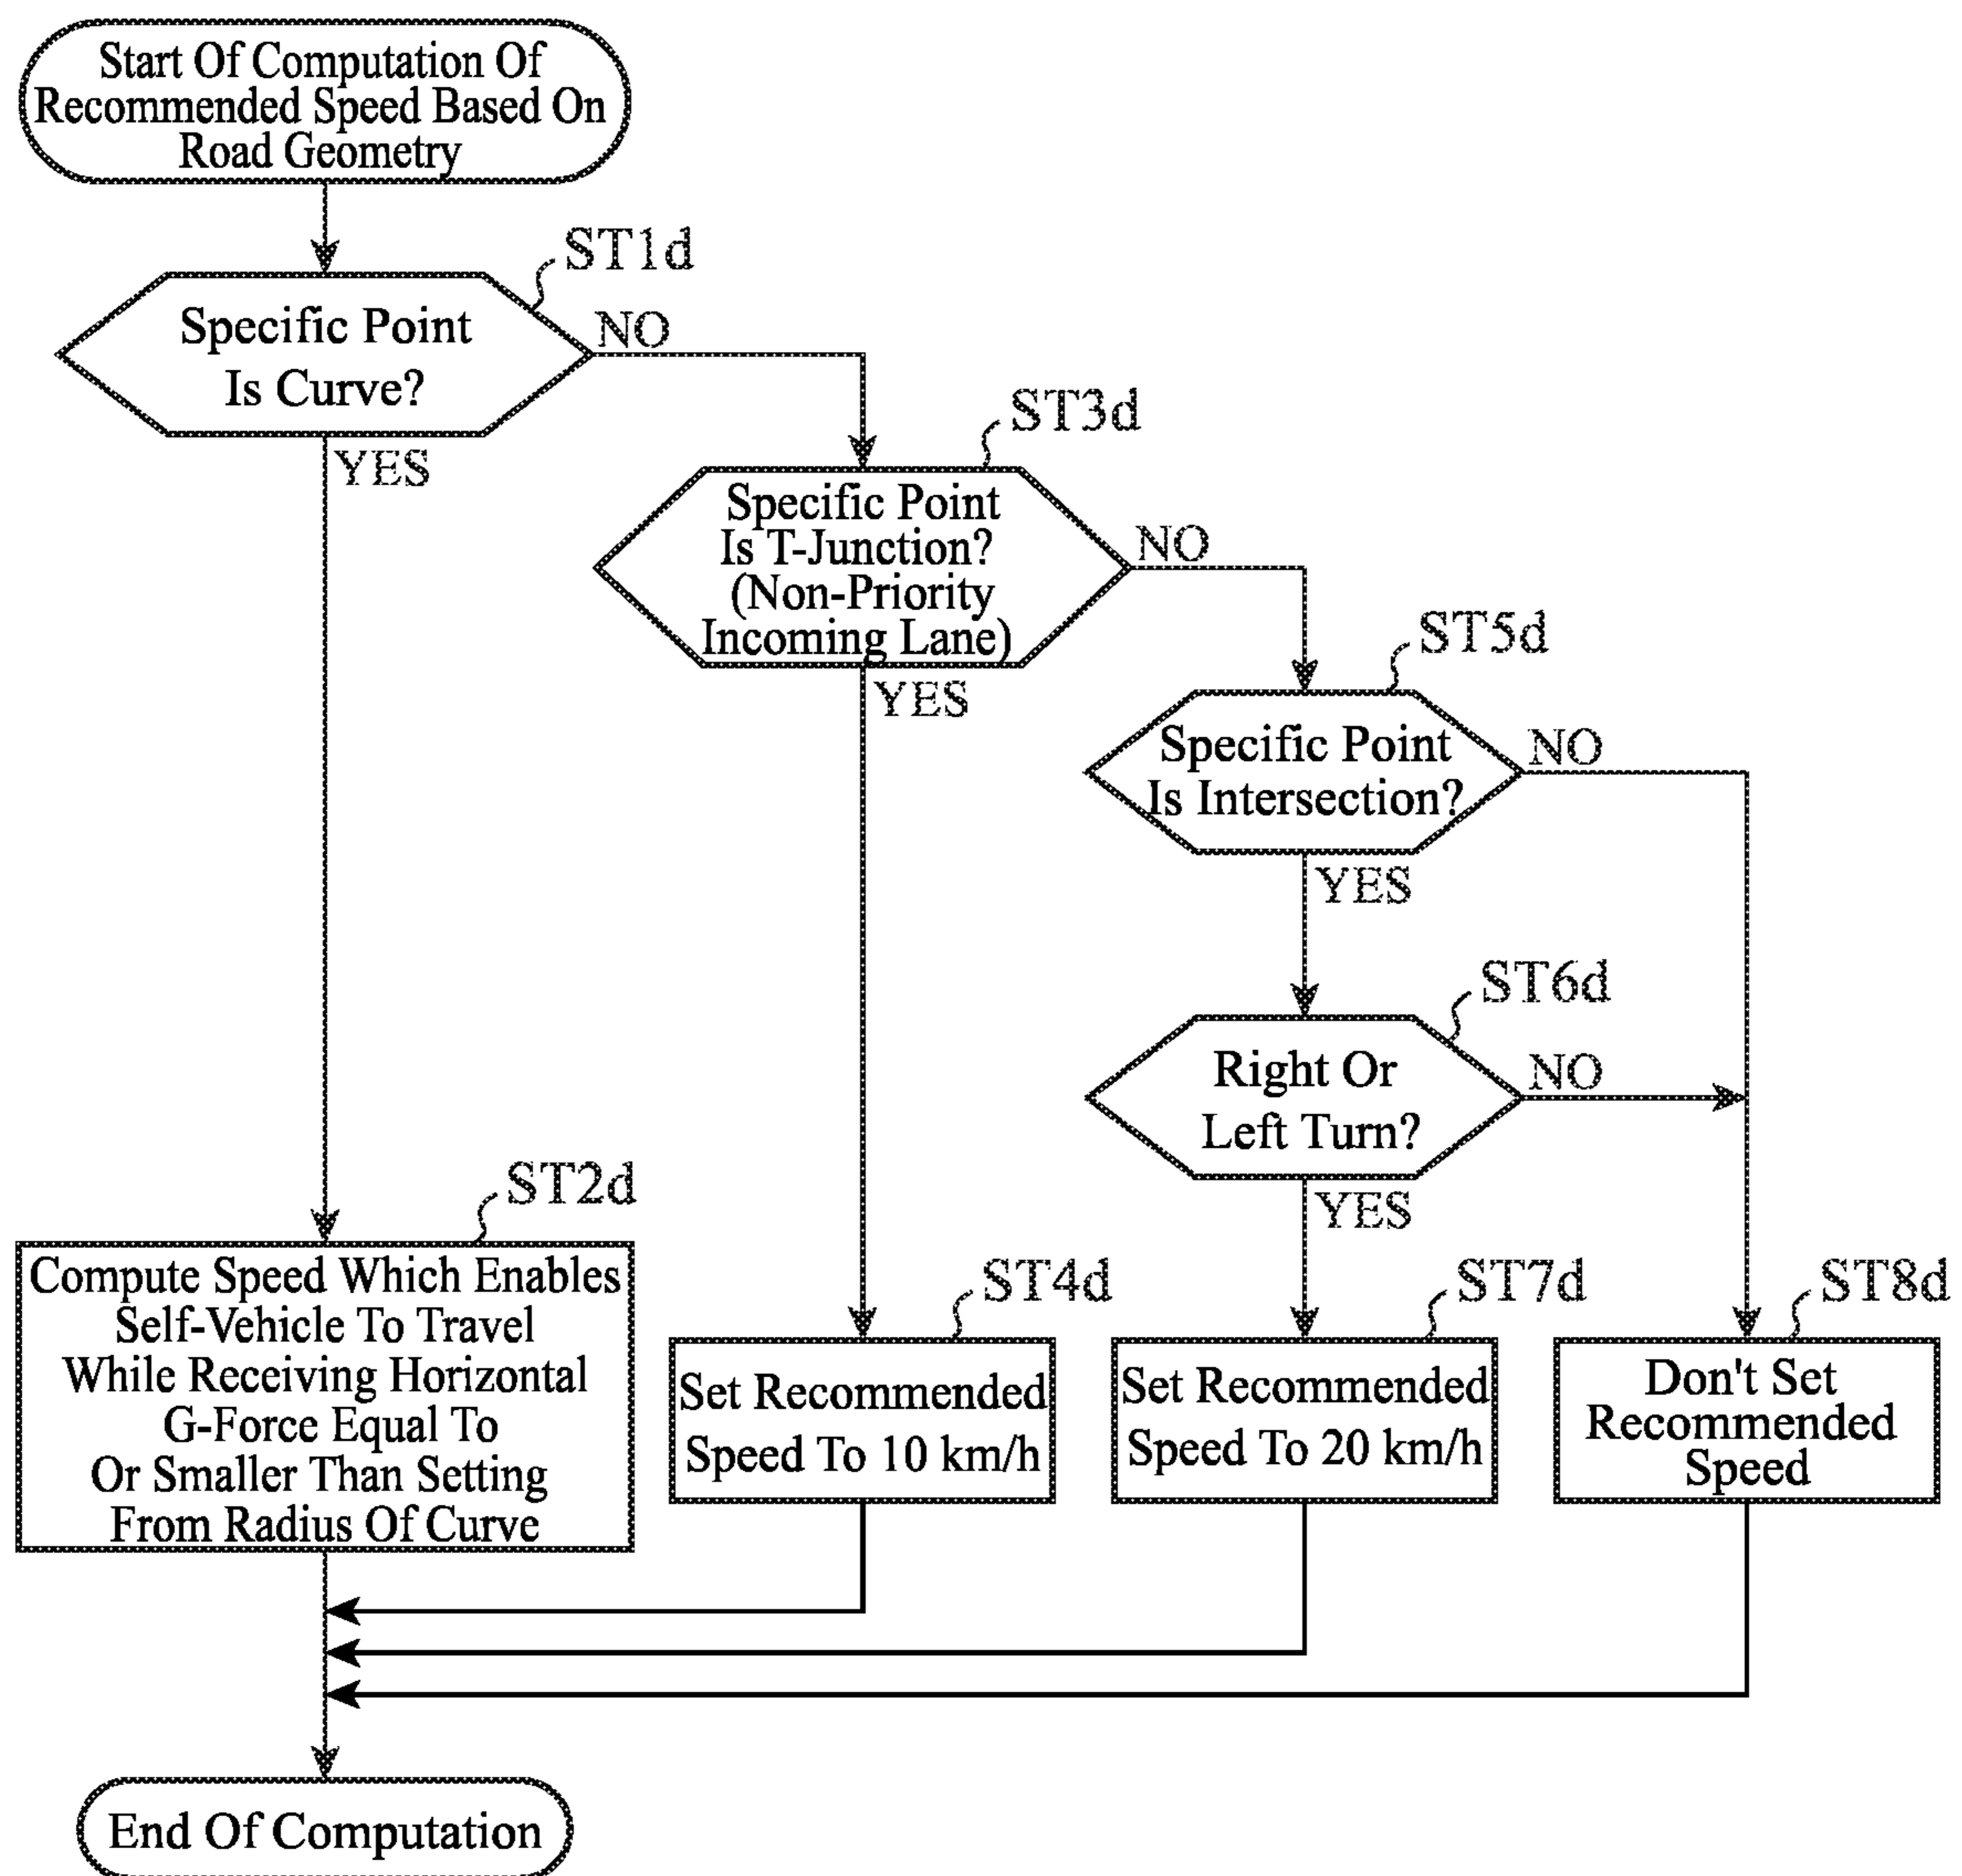 Start Of Computation Of
Recommended Speed Based On
Road Geometry
ST1d
Specific Point
Is Curve?
NO
YES
ST3d
Specific Point
Is T-Junction?
(Non-Priority
Incoming Lane)
NO
YES
ST5d
Specific Point
Is Intersection?
NO
YES
ST6d
Right Or
Left Turn?
NO
YES
ST2d
Compute Speed Which Enables
Self-Vehicle To Travel
While Receiving Horizontal
G-Force Equal To
Or Smaller Than Setting
From Radius Of Curve
ST4d
Set Recommended
Speed To 10 km/h
ST7d
Set Recommended
Speed To 20 km/h
ST8d
Don't Set
Recommended
Speed
End Of Computation